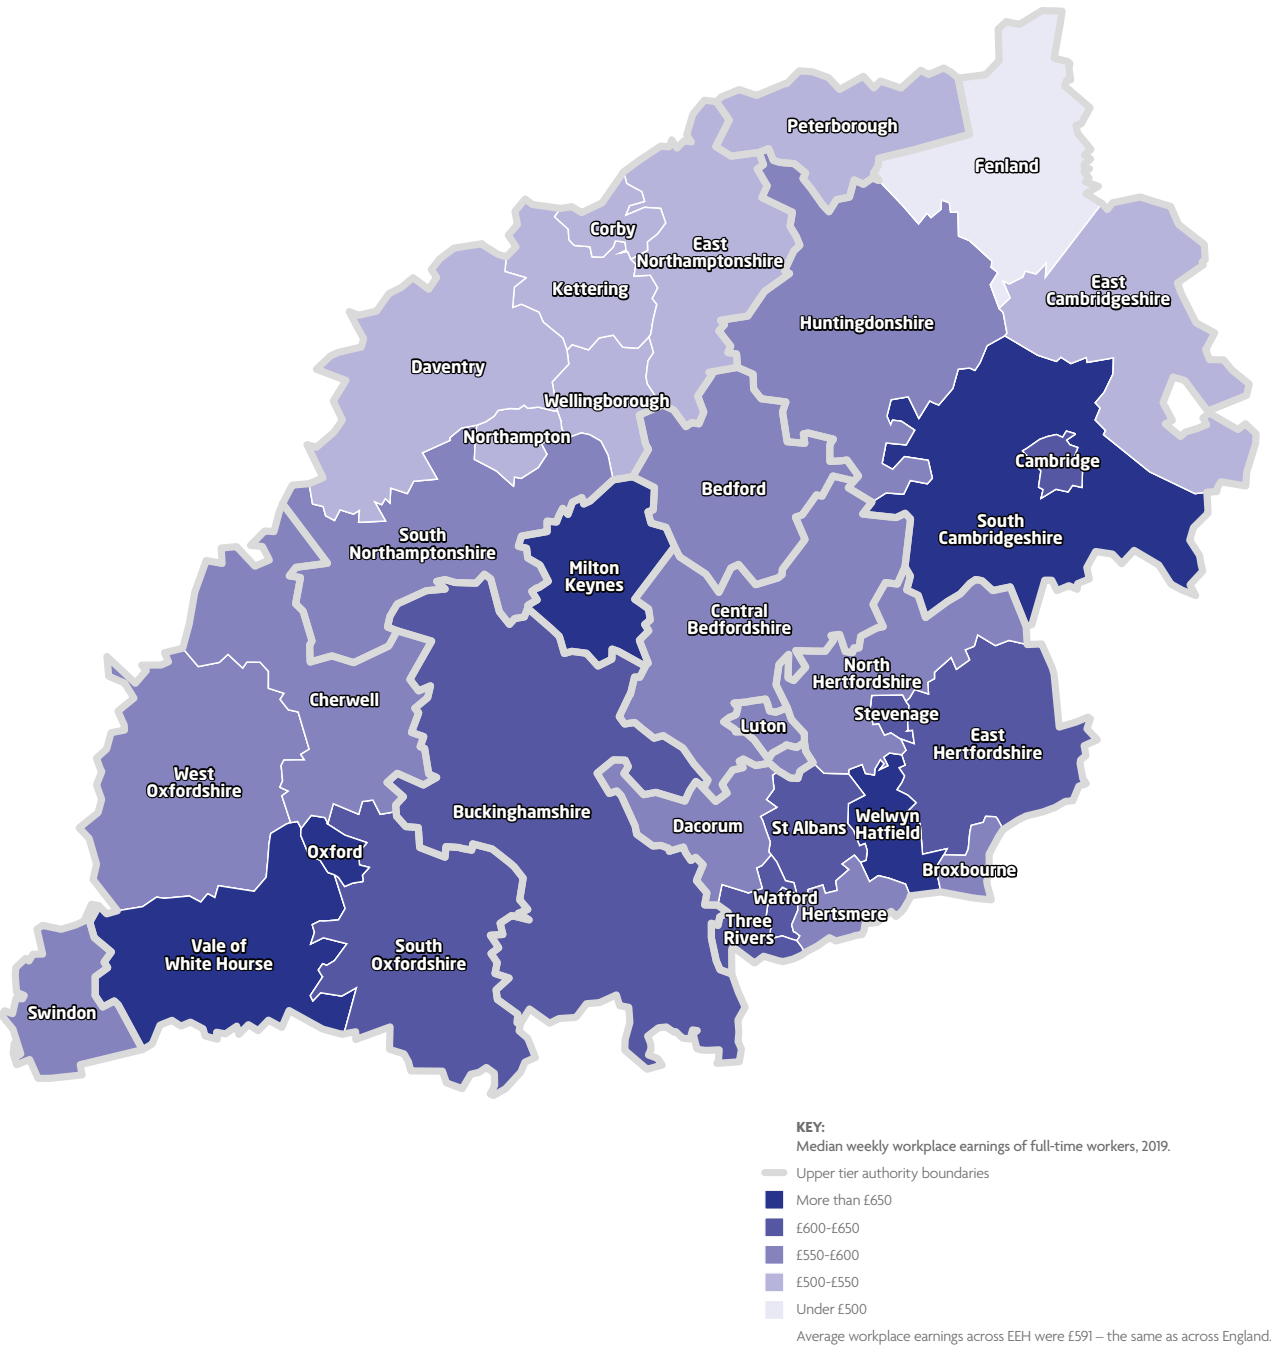 Peterborough
Fenland
Corby
East
Northamptonshire
Kettering
East
Cambridgeshire
Huntingdonshire
Daventry
Wellingborough
Northampton
Cambridge
Bedford
South
Cambridgeshire
South
Northamptonshire
Milton
Keynes
Central
Bedfordshire
North
Hertfordshire
Cherwell
Stevenage
Luton
East
Hertfordshire
West
Oxfordshire
Buckinghamshire
Dacorum
St Albans
Welwyn
Hatfield
Oxford
Broxbourne
Watford
Hertsmere
Three
Rivers
Vale of
White Hourse
South
Oxfordshire
Swindon
KEY:
Median weekly workplace earnings of full-time workers, 2019.
Upper tier authority boundaries
More than £650
£600-£650
£550-£600
£500-£550
Under £500
Average workplace earnings across EEH were £591 – the same as across England.